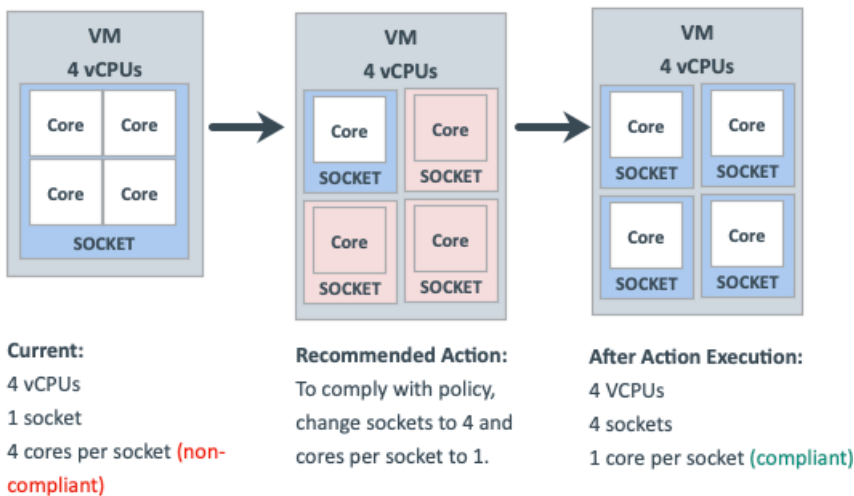 VM
4 vCPUs
Core Core
Core Core
SOCKET
VM
4 vCPUs
Core Core
SOCKET SOCKET
Core Core
SOCKET SOCKET
VM
4 vCPUs
Core Core
SOCKET SOCKET
Core Core
SOCKET SOCKET
Current:
4 vCPUs
1 socket
4 cores per socket (non-
compliant)
Recommended Action:
To comply with policy,
change sockets to 4 and
cores per socket to 1.
After Action Execution:
4 VCPUs
4 sockets
1 core per socket (compliant)